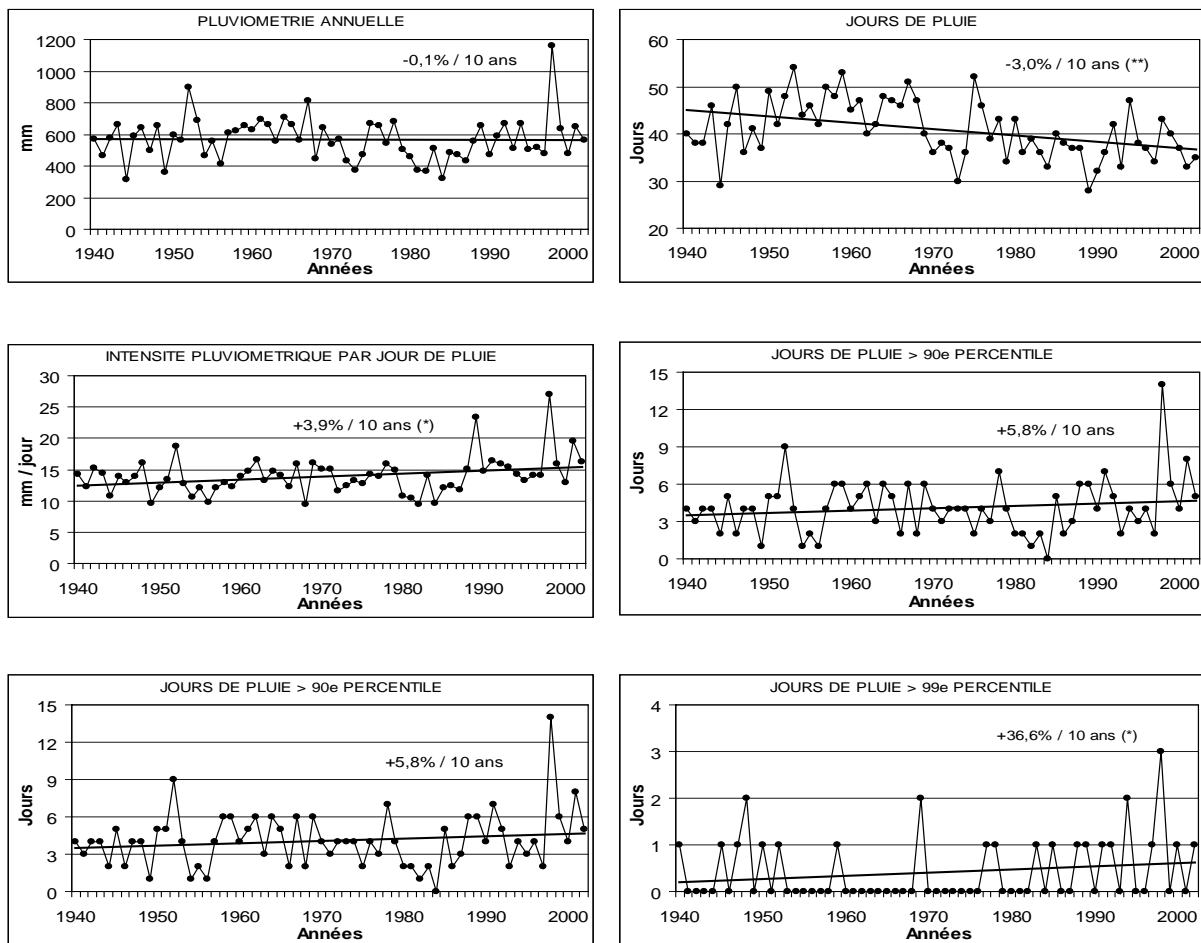 PLUVIOMETRIE ANNUELLE
-0,1% / 10 ans
mm
1200
1000
800
600
400
200
0
1940 1950 1960 1970 1980 1990 2000
Années
JOURS DE PLUIE
-3,0% / 10 ans (**)
Jours
60
50
40
30
20
1940 1950 1960 1970 1980 1990 2000
Années
INTENSITE PLUVIOMETRIQUE PAR JOUR DE PLUIE
+3,9% / 10 ans (*)
mm / jour
30
25
20
15
10
5
0
1940 1950 1960 1970 1980 1990 2000
Années
JOURS DE PLUIE > 90e PERCENTILE
+5,8% / 10 ans
Jours
15
12
9
6
3
0
1940 1950 1960 1970 1980 1990 2000
Années
JOURS DE PLUIE > 90e PERCENTILE
+5,8% / 10 ans
Jours
15
12
9
6
3
0
1940 1950 1960 1970 1980 1990 2000
Années
JOURS DE PLUIE > 99e PERCENTILE
+36,6% / 10 ans (*)
Jours
4
3
2
1
0
1940 1950 1960 1970 1980 1990 2000
Années